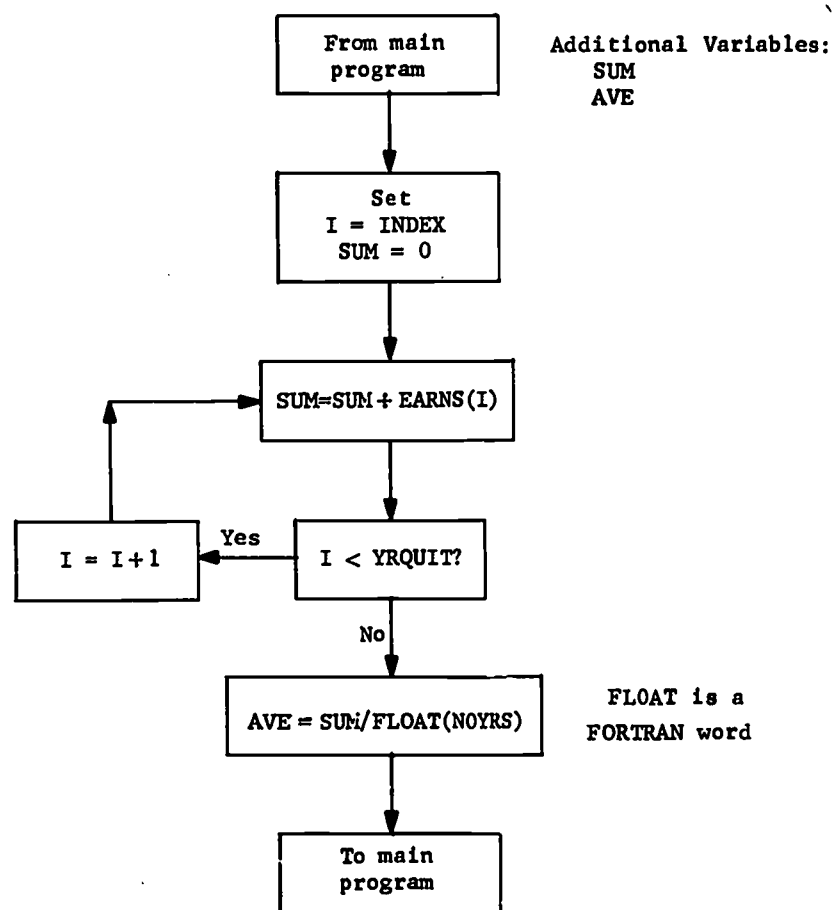 From main
program
Additional Variables:
SUM
AVE
Set
I = INDEX
SUM = 0
SUM=SUM + EARNS(I)
I = I+1
Yes
I < YRQUIT?
No
AVE = SUM/FLOAT(NOYRS)
FLOAT is a
FORTRAN word
To main
program